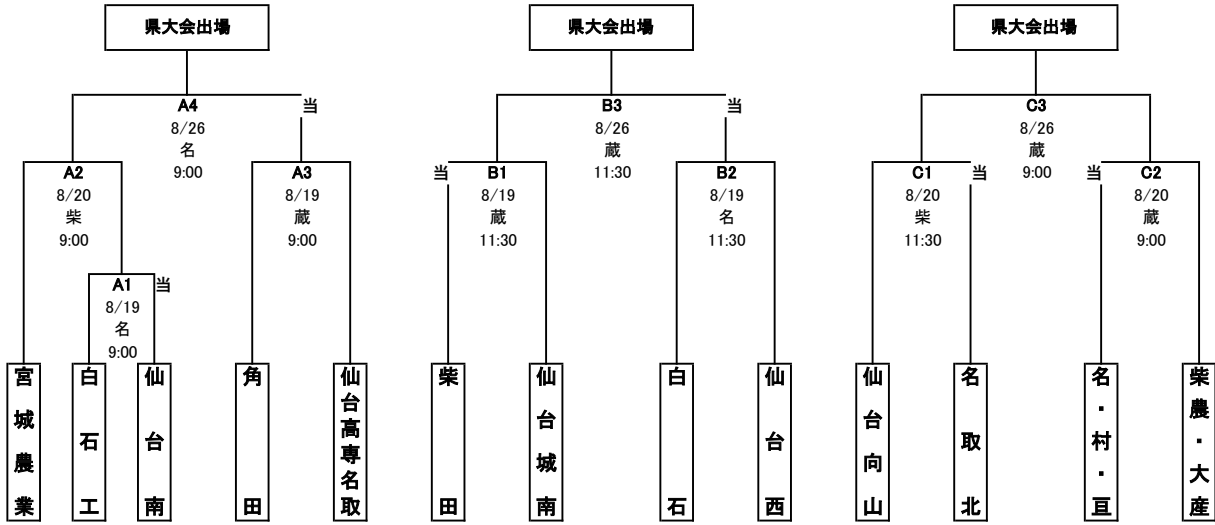 県大会出場
県大会出場
県大会出場
A4
8/26
名
9:00
当
B3
8/26
蔵
11:30
当
C3
8/26
蔵
9:00
A2
8/20
柴
9:00
A3
8/19
蔵
9:00
当
B1
8/19
蔵
11:30
B2
8/19
名
11:30
C1
8/20
柴
11:30
当
当
C2
8/20
蔵
9:00
A1
8/19
名
9:00
当
宮城農業
白石工
仙台南
角田
仙台高専名取
柴田
仙台城南
白石
仙台西
仙台向山
名取北
名・村・亘
柴農・大産